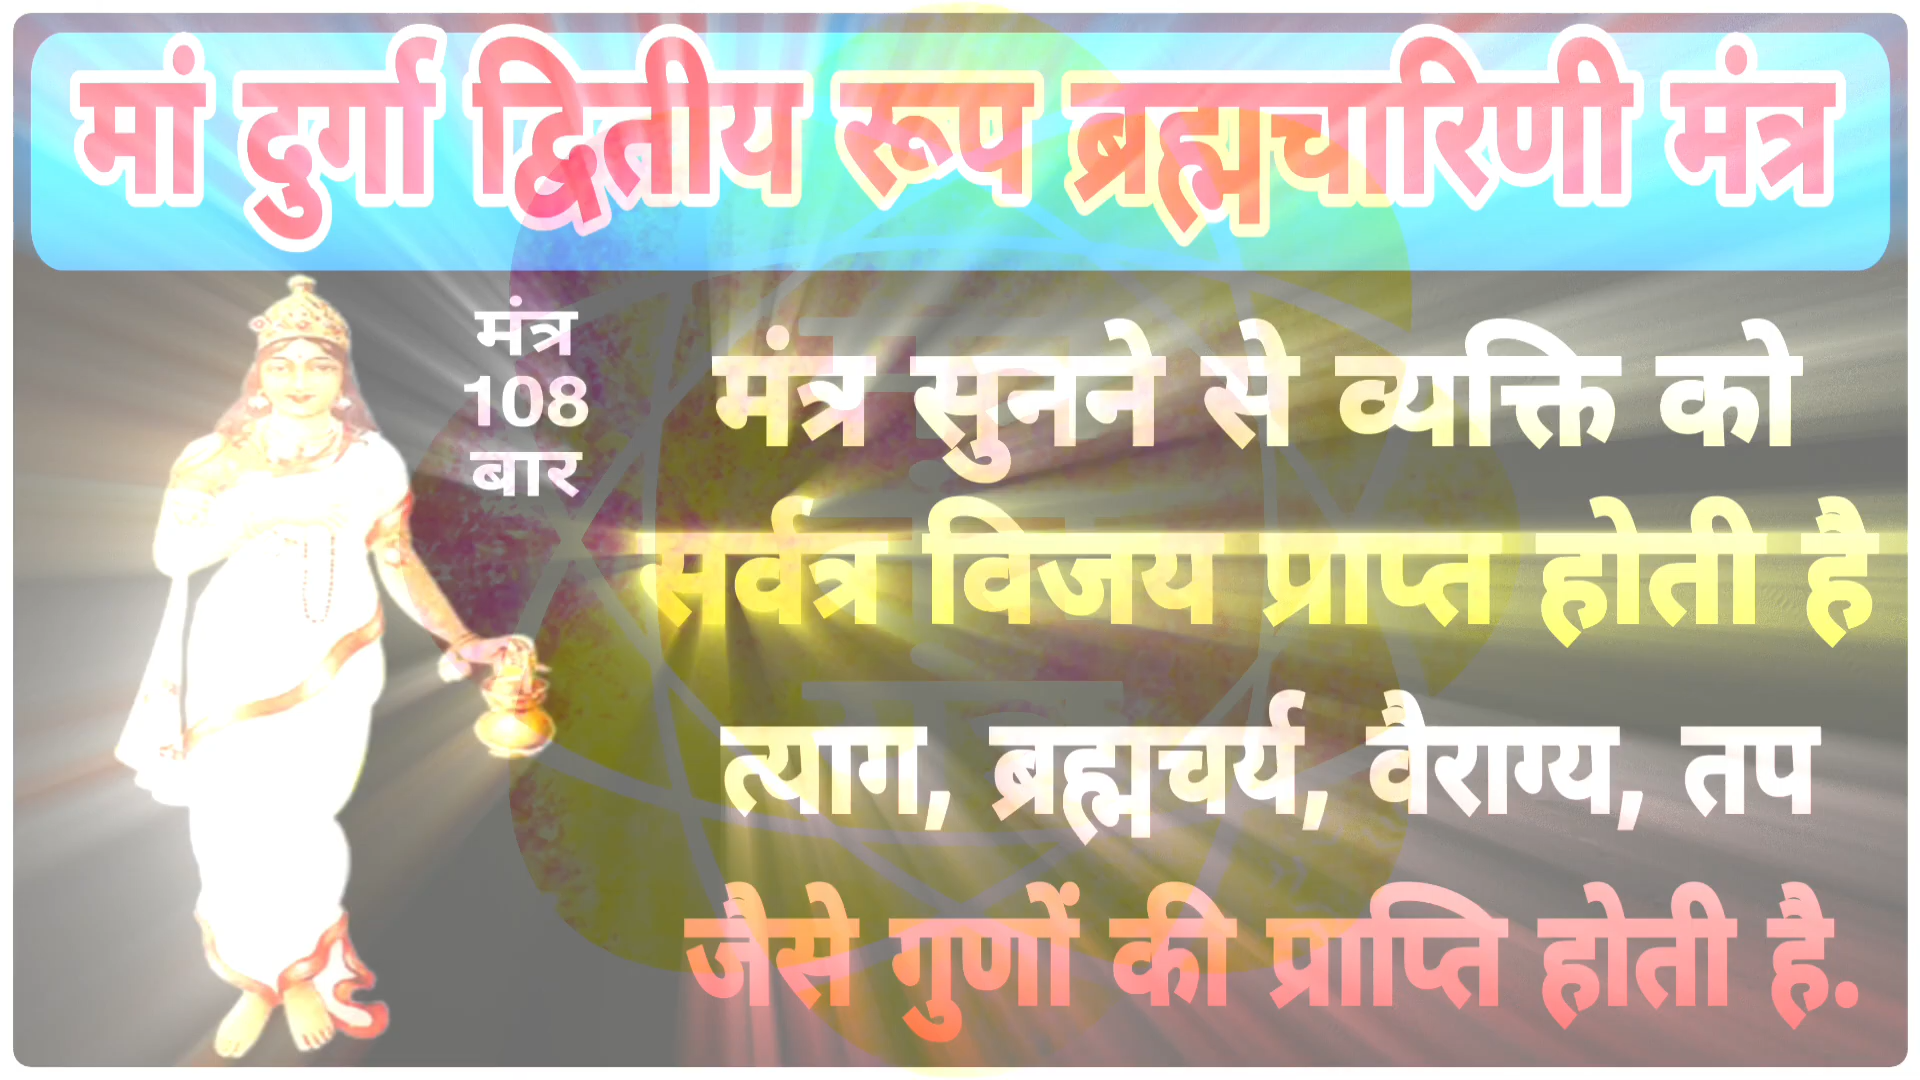 मां दुर्गा द्वितीय रूप ब्रह्मचारिणी मंत्र
मंत्र
108
बार
मंत्र सुनने से व्यक्ति को
सर्वत्र विजय प्राप्त होती है
त्याग, ब्रह्मचर्य, वैराग्य, तप
जैसे गुणों की प्राप्ति होती है.